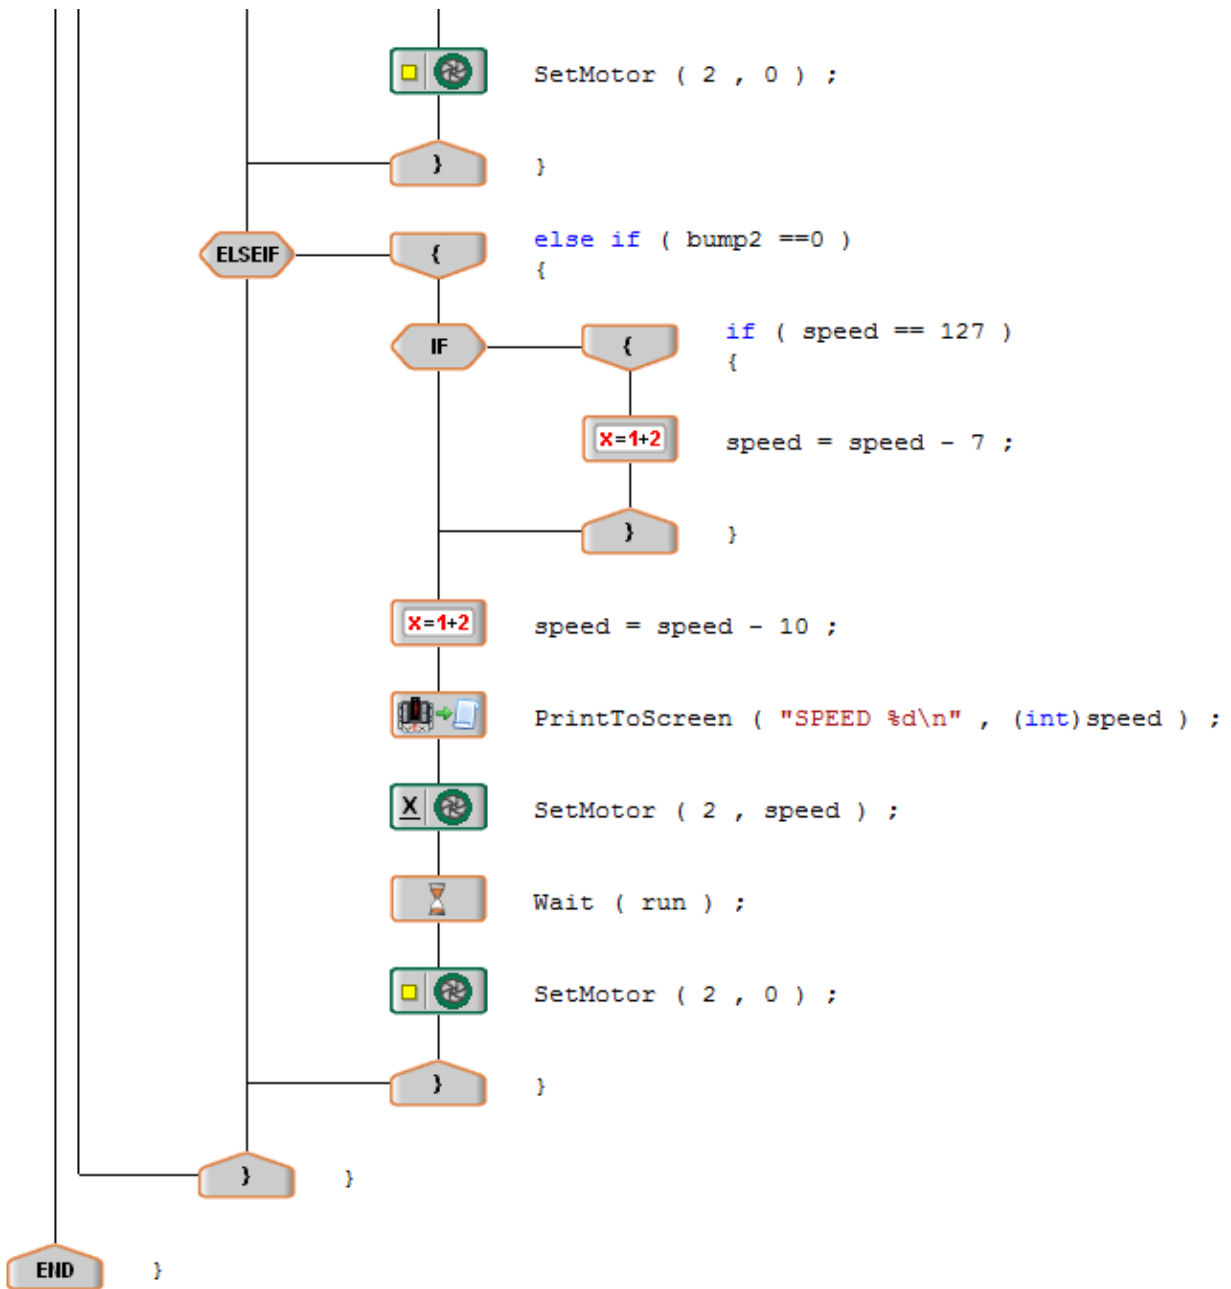 SetMotor ( 2 , 0 ) ;
} }
ELSEIF { else if ( bump2 ==0 )
{
IF { if ( speed == 127 )
{
X=1+2 speed = speed - 7 ;
} }
X=1+2 speed = speed - 10 ;
PrintToScreen ( "SPEED %d\n" , (int)speed ) ;
X SetMotor ( 2 , speed ) ;
Wait ( run ) ;
SetMotor ( 2 , 0 ) ;
} }
} }
END }